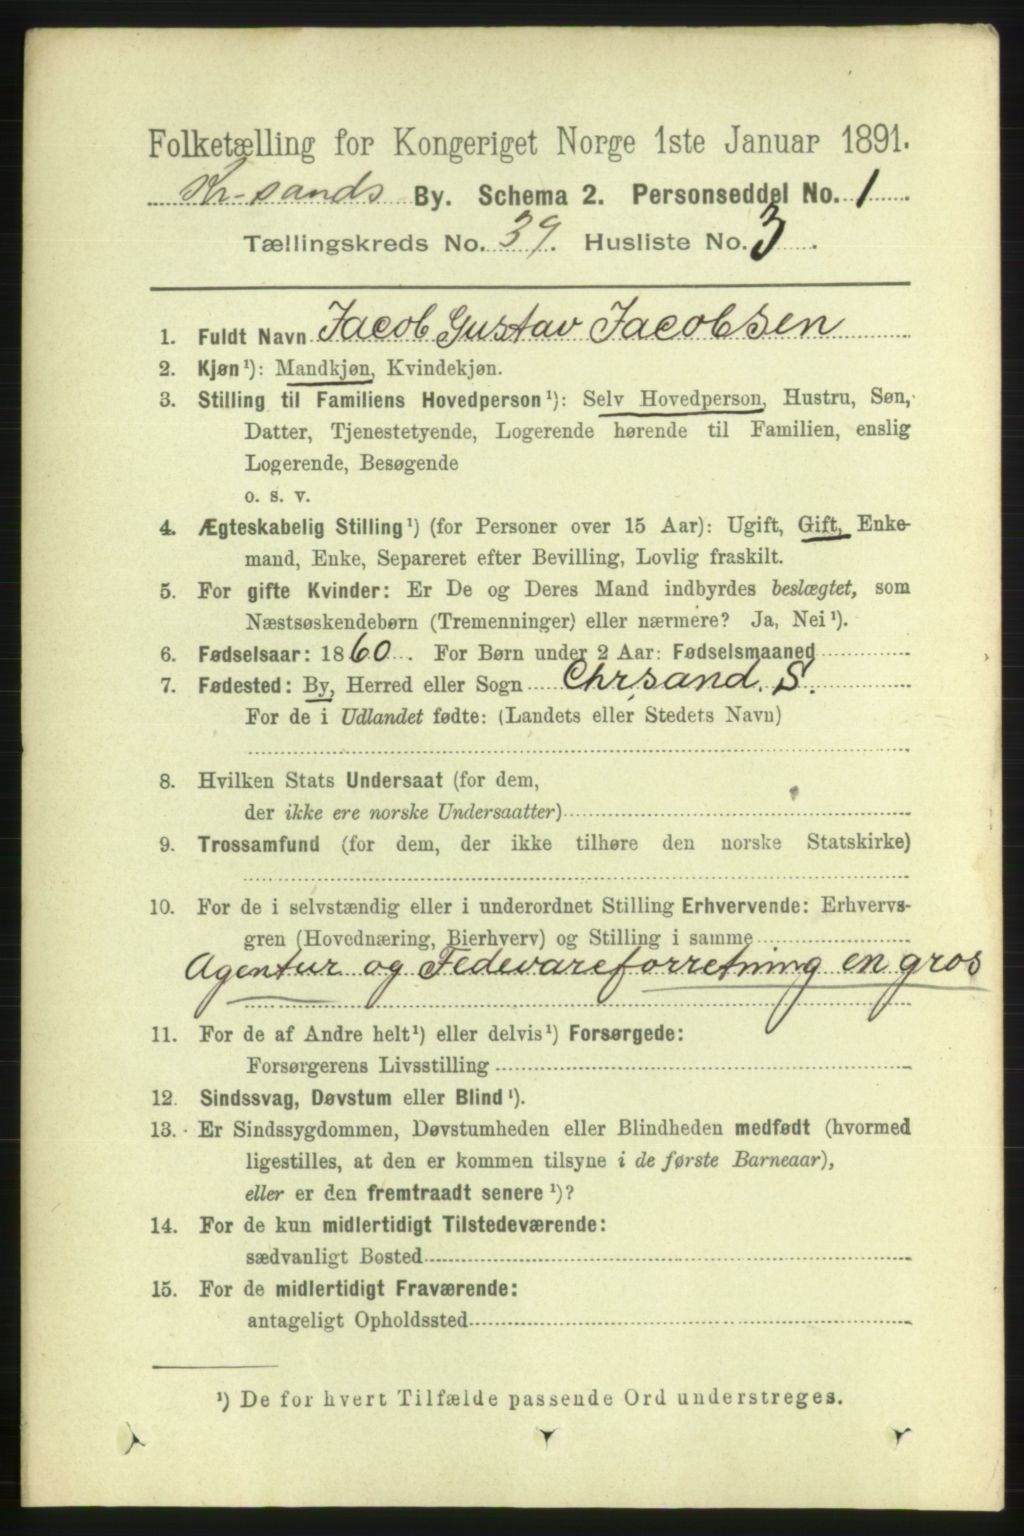 Folketælling for Kongeriget Norge 1ste Januar 1891.
Kr-sands By. Schema 2. Personseddel No. 1
Tællingskreds No. 39. Husliste No. 3.
1. Fuldt Navn Jacob Gustav Jacobsen
2. Kjøn¹): Mandkjøn, Kvindekjøn.
3. Stilling til Familiens Hovedperson¹): Selv Hovedperson, Hustru, Søn,
Datter, Tjenestetyende, Logerende hørende til Familien, enslig
Logerende, Besøgende
o. s. v.
4. Ægteskabelig Stilling¹) (for Personer over 15 Aar): Ugift, Gift, Enke-
mand, Enke, Separeret efter Bevilling, Lovlig fraskilt.
5. For gifte Kvinder: Er De og Deres Mand indbyrdes beslægtet, som
Næstsøskendebørn (Tremenninger) eller nærmere? Ja, Nei¹).
6. Fødselsaar: 1860. For Børn under 2 Aar: Fødselsmaaned
7. Fødested: By, Herred eller Sogn Chrsand. S.
For de i Udlandet fødte: (Landets eller Stedets Navn)
8. Hvilken Stats Undersaat (for dem,
der ikke ere norske Undersaatter)
9. Trossamfund (for dem, der ikke tilhøre den norske Statskirke)
10. For de i selvstændig eller i underordnet Stilling Erhvervende: Erhvervs-
gren (Hovednæring, Bierhverv) og Stilling i samme
Agentur og Fedevareforretning en gros
11. For de af Andre helt¹) eller delvis¹) Forsørgede:
Forsørgerens Livsstilling
12. Sindssvag, Døvstum eller Blind¹).
13. Er Sindssygdommen, Døvstumheden eller Blindheden medfødt (hvormed
ligestilles, at den er kommen tilsyne i de første Barneaar),
eller er den fremtraadt senere¹)?
14. For de kun midlertidigt Tilstedeværende:
sædvanligt Bosted
15. For de midlertidigt Fraværende:
antageligt Opholdssted
¹) De for hvert Tilfælde passende Ord understreges.